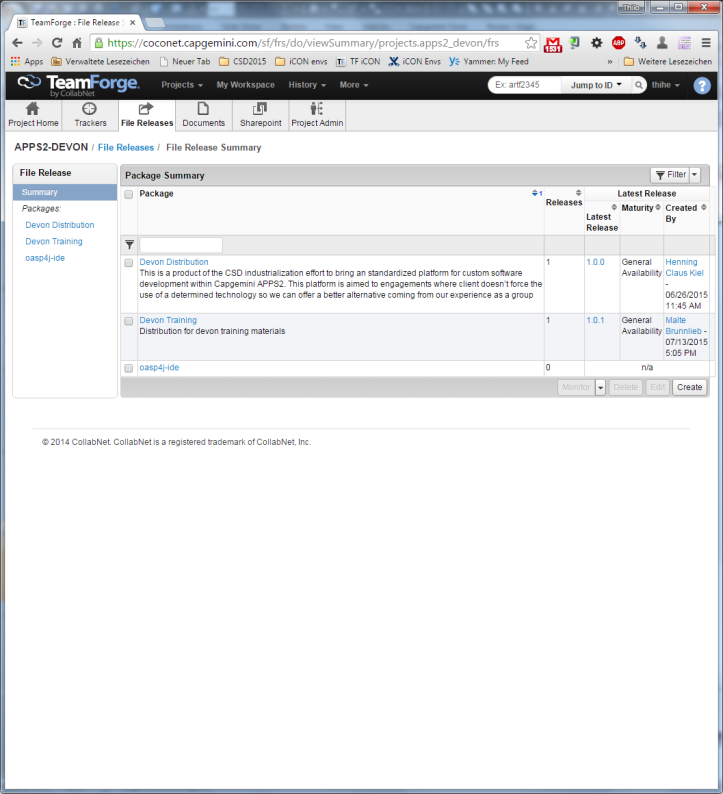 Thilo
TeamForge : File Release :
https://coconet.capgemini.com/sf/frs/do/viewSummary/projects.apps2_devon/frs
1531
ABP
Apps
Verwaltete Lesezeichen
Neuer Tab
CSD2015
iCON envs
TF iCON
iCON Envs
Yammer: My Feed
»
Weitere Lesezeichen
TeamForge.
by CollabNet
Projects
My Workspace
History
More
Ex: artf2345
Jump to ID
thihe
?
Project Home
Trackers
File Releases
Documents
Sharepoint
Project Admin
APPS2-DEVON / File Releases / File Release Summary
File Release
Summary
Packages:
Devon Distribution
Devon Training
oasp4j-ide
Package Summary
Filter
Package
1
Releases
Latest Release
Latest
Release
Maturity
Created
By
Devon Distribution
This is a product of the CSD industrialization effort to bring an standardized platform for custom software
development within Capgemini APPS2. This platform is aimed to engagements where client doesn't force the
use of a determined technology so we can offer a better alternative coming from our experience as a group
1
1.0.0
General
Availability
Henning
Claus Kiel
-
06/26/2015
11:45 AM
Devon Training
Distribution for devon training materials
1
1.0.1
General
Availability
Malte
Brunnlieb -
07/13/2015
5:05 PM
oasp4j-ide
0
n/a
Monitor
Delete
Edit
Create
© 2014 CollabNet. CollabNet is a registered trademark of CollabNet, Inc.